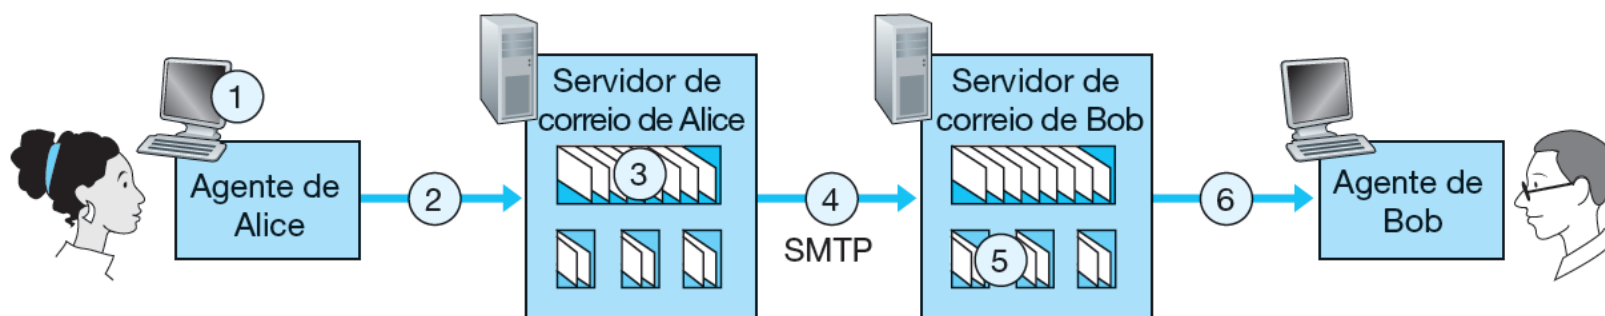 1
Agente de
Alice
2
Servidor de
correio de Alice
3
4
SMTP
Servidor de
correio de Bob
5
6
Agente de
Bob